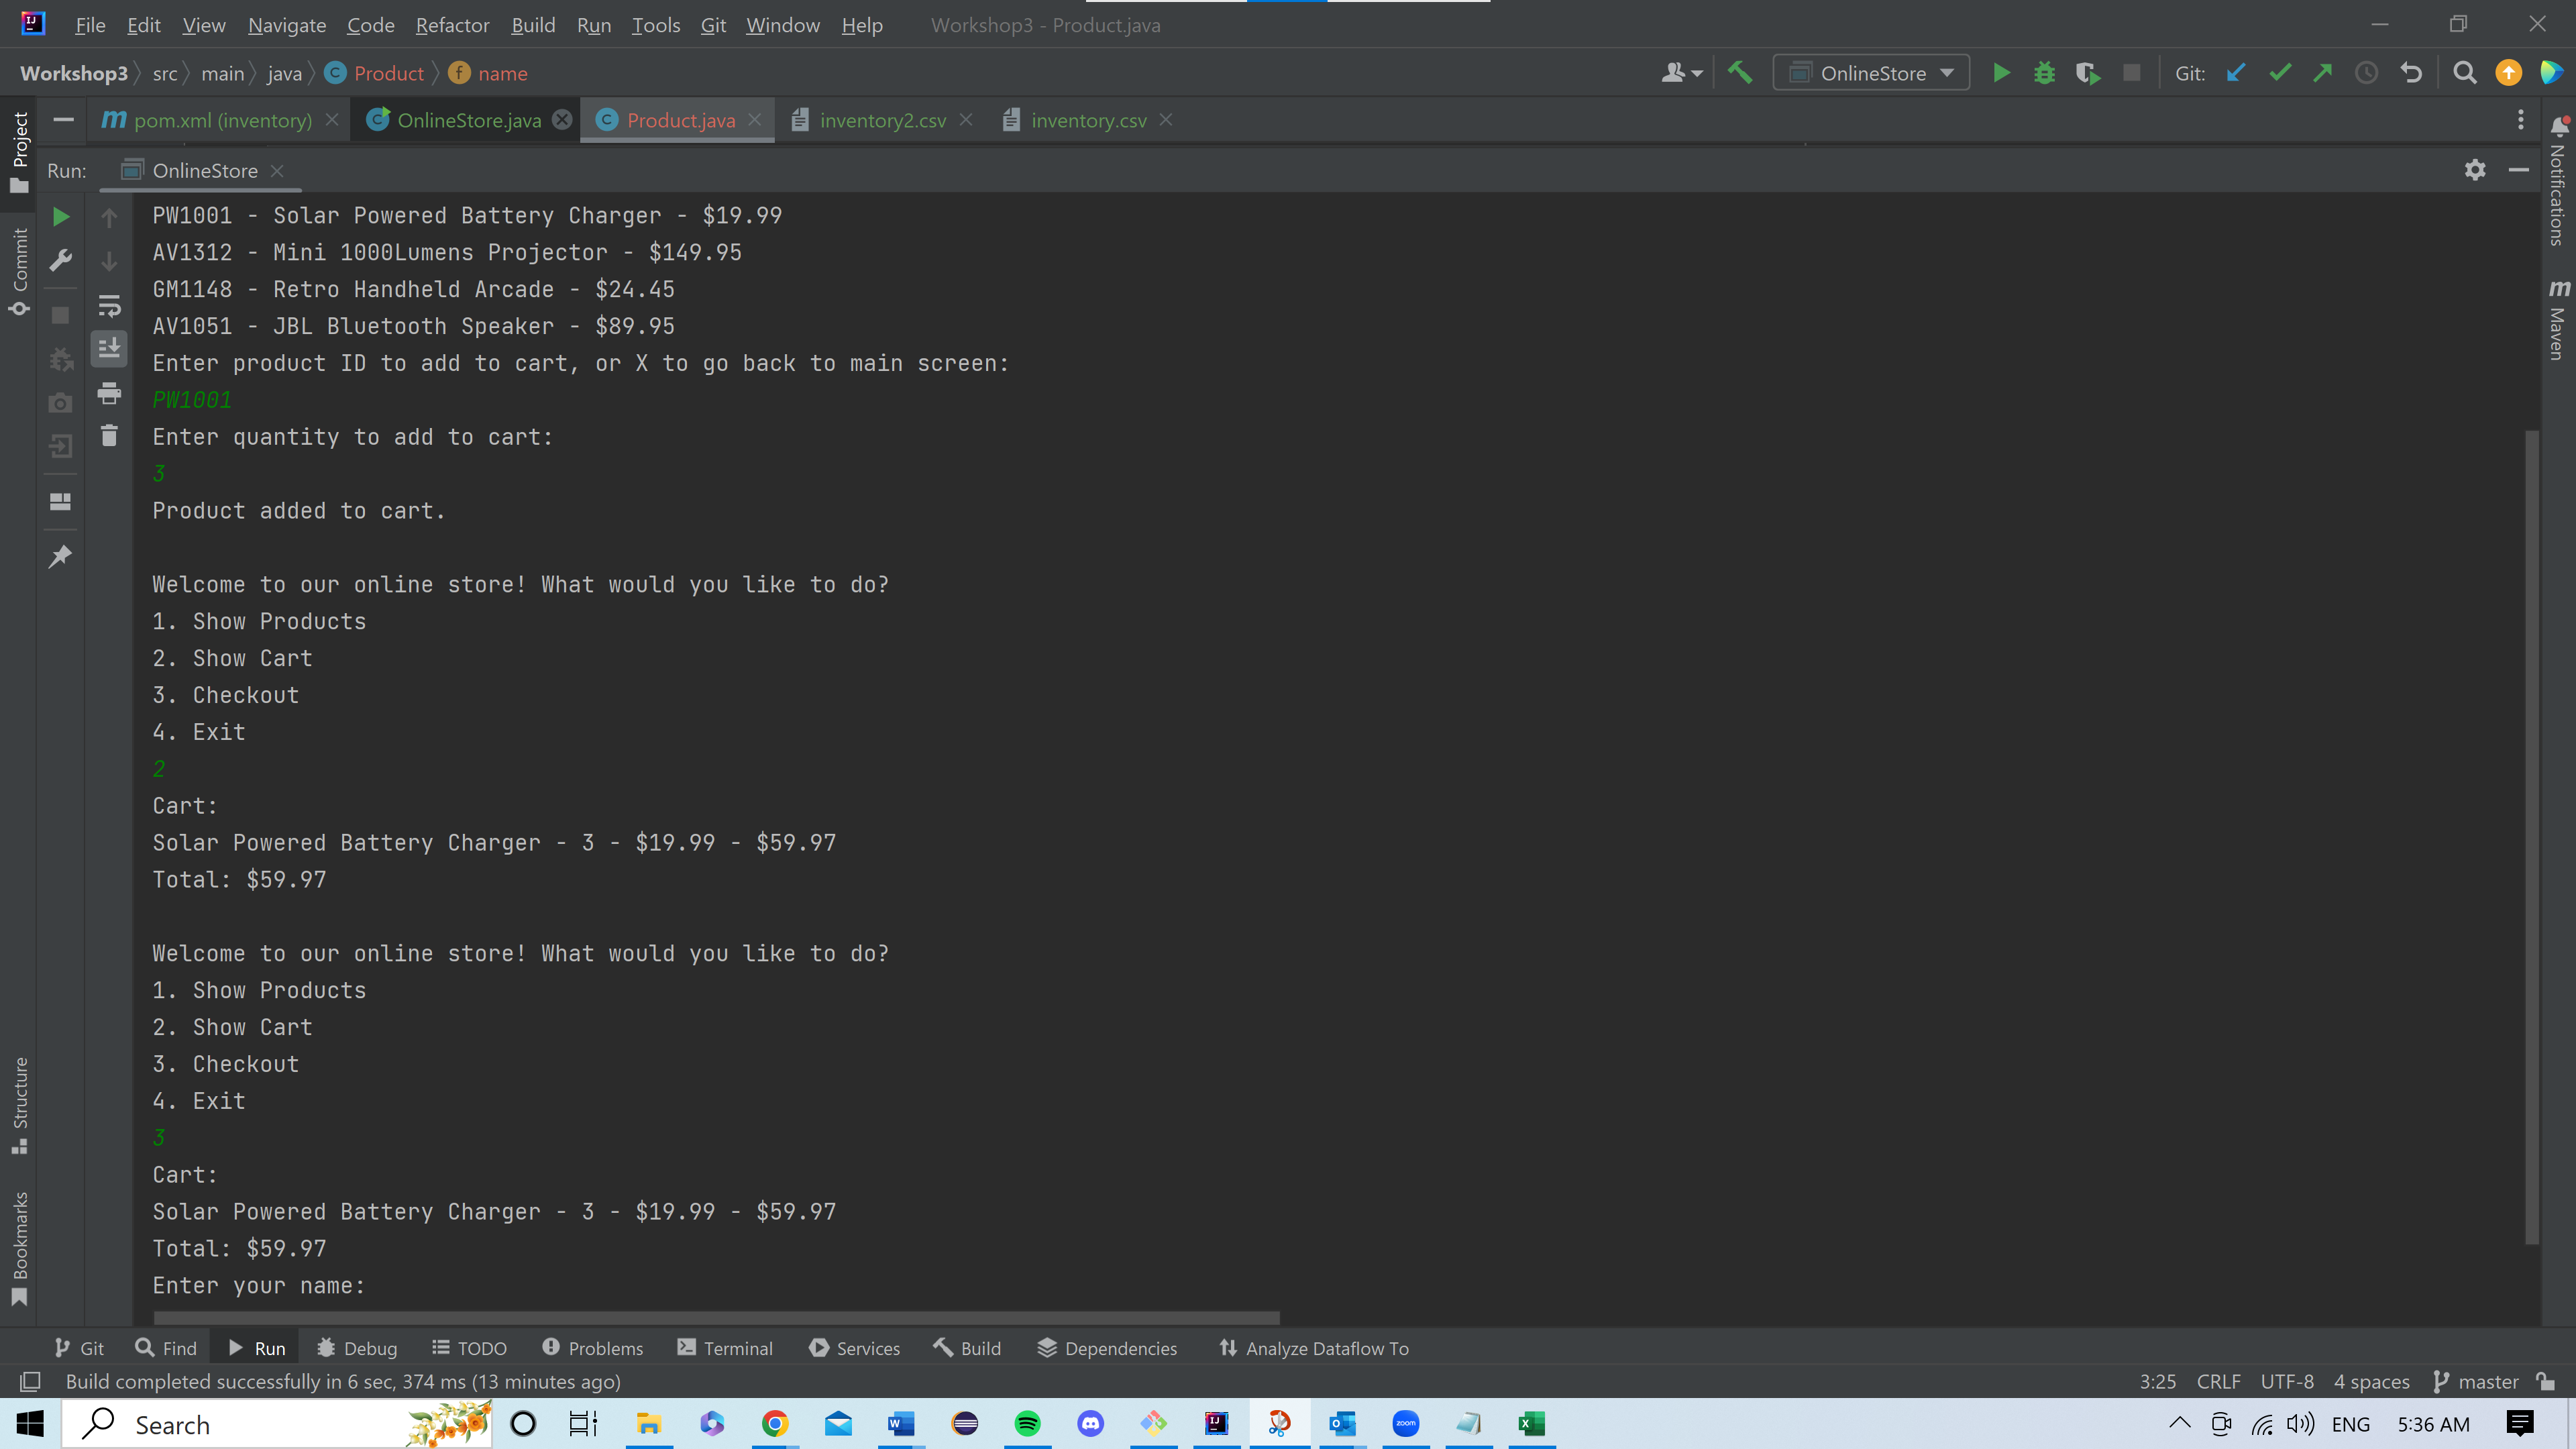 File Edit View Navigate Code Refactor Build Run Tools Git Window Help Workshop3 - Product.java
Workshop3 src main java Product name OnlineStore Git:
pom.xml (inventory) OnlineStore.java Product.java inventory2.csv inventory.csv
Run: OnlineStore
Project
Commit
Structure
Bookmarks
Notifications
Maven
PW1001 - Solar Powered Battery Charger - $19.99
AV1312 - Mini 1000Lumens Projector - $149.95
GM1148 - Retro Handheld Arcade - $24.45
AV1051 - JBL Bluetooth Speaker - $89.95
Enter product ID to add to cart, or X to go back to main screen:
PW1001
Enter quantity to add to cart:
3
Product added to cart.
Welcome to our online store! What would you like to do?
1. Show Products
2. Show Cart
3. Checkout
4. Exit
2
Cart:
Solar Powered Battery Charger - 3 - $19.99 - $59.97
Total: $59.97
Welcome to our online store! What would you like to do?
1. Show Products
2. Show Cart
3. Checkout
4. Exit
3
Cart:
Solar Powered Battery Charger - 3 - $19.99 - $59.97
Total: $59.97
Enter your name:
Git Find Run Debug TODO Problems Terminal Services Build Dependencies Analyze Dataflow To
Build completed successfully in 6 sec, 374 ms (13 minutes ago) 3:25 CRLF UTF-8 4 spaces master
Search zoom ENG 5:36 AM